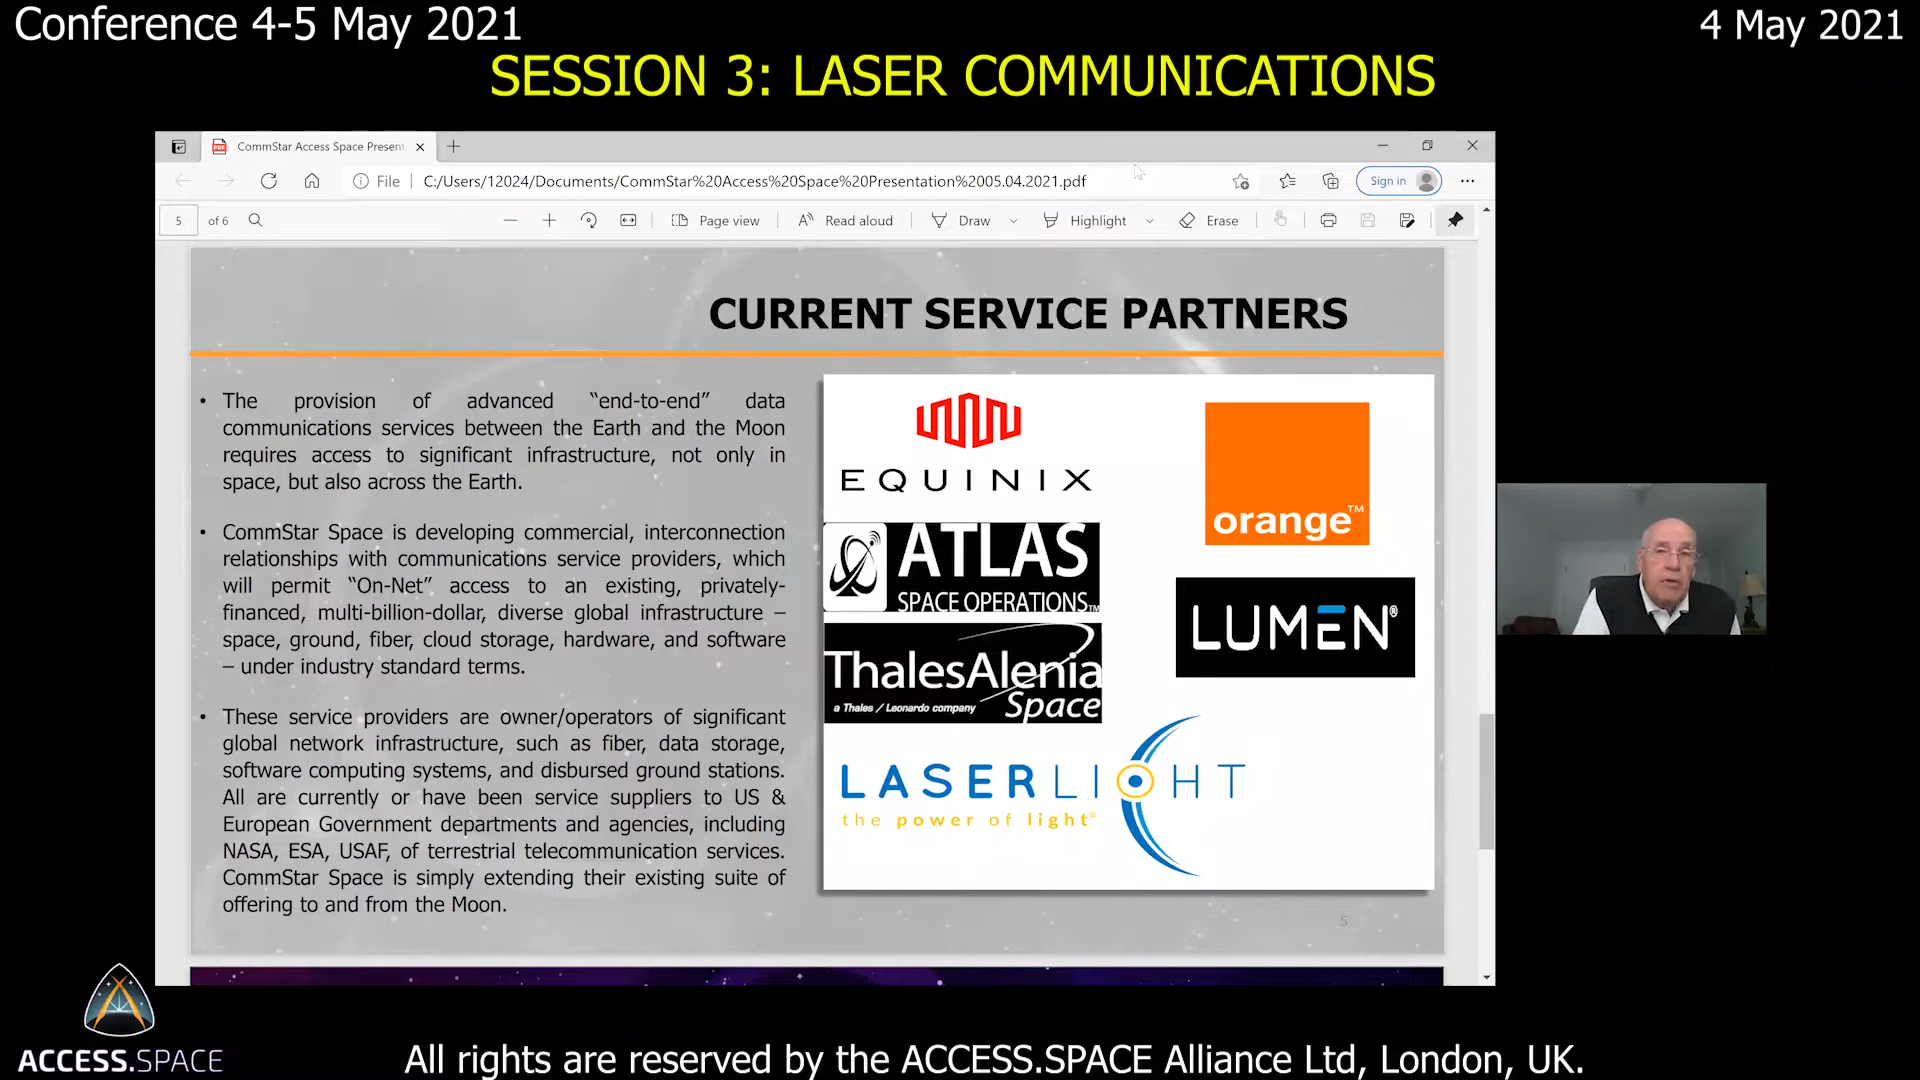 Conference 4-5 May 2021
4 May 2021
SESSION 3: LASER COMMUNICATIONS
CommStar Access Space Present
File
C:/Users/12024/Documents/CommStar%20Access%20Space%20Presentation%2005.04.2021.pdf
Sign in
5 of 6
Page view
Read aloud
Draw
Highlight
Erase
CURRENT SERVICE PARTNERS
• The provision of advanced “end-to-end” data
communications services between the Earth and the Moon
requires access to significant infrastructure, not only in
space, but also across the Earth.
• CommStar Space is developing commercial, interconnection
relationships with communications service providers, which
will permit “On-Net” access to an existing, privately-
financed, multi-billion-dollar, diverse global infrastructure –
space, ground, fiber, cloud storage, hardware, and software
– under industry standard terms.
• These service providers are owner/operators of significant
global network infrastructure, such as fiber, data storage,
software computing systems, and disbursed ground stations.
All are currently or have been service suppliers to US &
European Government departments and agencies, including
NASA, ESA, USAF, of terrestrial telecommunication services.
CommStar Space is simply extending their existing suite of
offering to and from the Moon.
EQUINIX
orange™
ATLAS
SPACE OPERATIONS™
LUMEN®
ThalesAlenia
a Thales / Leonardo company
Space
LASERLIGHT
the power of light®
5
ACCESS.SPACE
All rights are reserved by the ACCESS.SPACE Alliance Ltd, London, UK.